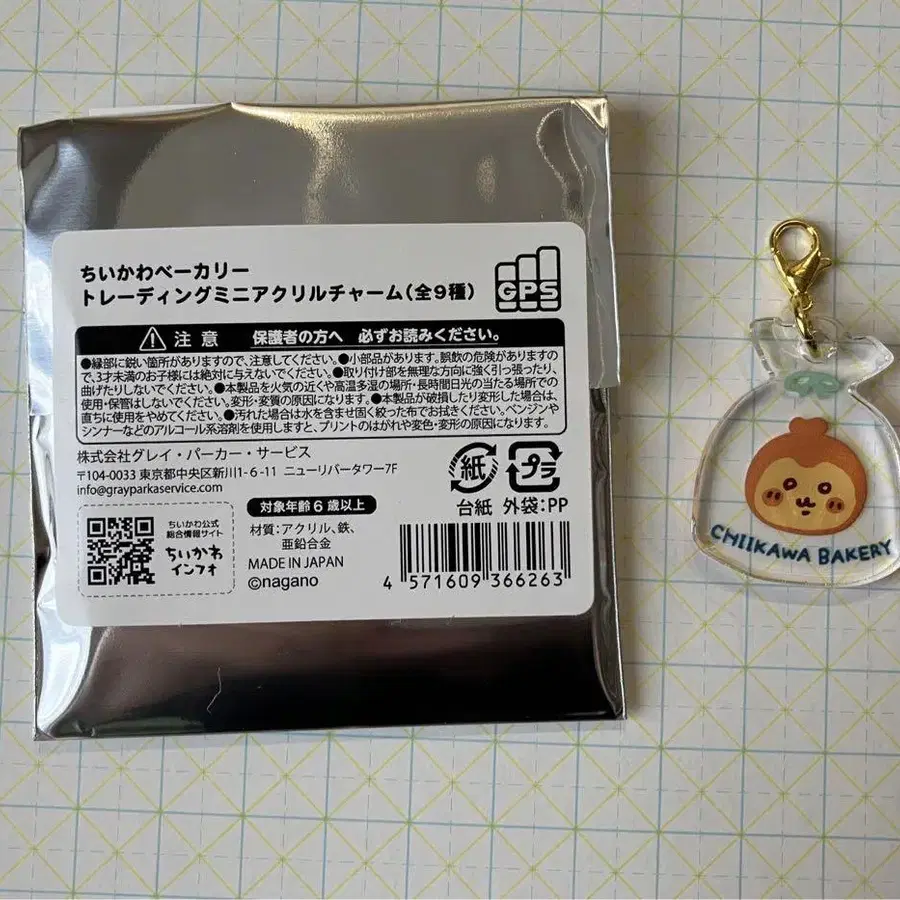 ちいかわベーカリー
トレーディングミニアクリルチャーム(全9種)
GPS
注意 保護者の方へ 必ずお読みください。
●縁部に鋭い箇所がありますので、注意してください。●小部品があります。誤飲の危険がありますので、3才未満のお子様には絶対に与えないでください。●取り付け部を無理な方向に強く引っ張ったり、
曲げたりしないでください。●本製品を火気の近くや高温多湿の場所・長時間日光の当たる場所での
使用・保管はしないでください。変形・変質の原因になります。●本製品が破損したり変形した場合は、
直ちに使用をやめてください。●汚れた場合は水を含ませ固く絞った布でお拭きください。ベンジンや
シンナーなどのアルコール系溶剤を使用しますと、プリントのはがれや変色・変形の原因になります。
株式会社グレイ・パーカー・サービス
〒104-0033 東京都中央区新川1-6-11 ニューリバータワー7F
info@grayparkaservice.com
紙 プラ
台紙 外袋:PP
ちいかわ公式
総合情報サイト
ちいかわ
インフォ
対象年齢6歳以上
材質:アクリル、鉄、
亜鉛合金
MADE IN JAPAN
©nagano
4 571609 366263
CHIIKAWA BAKERY